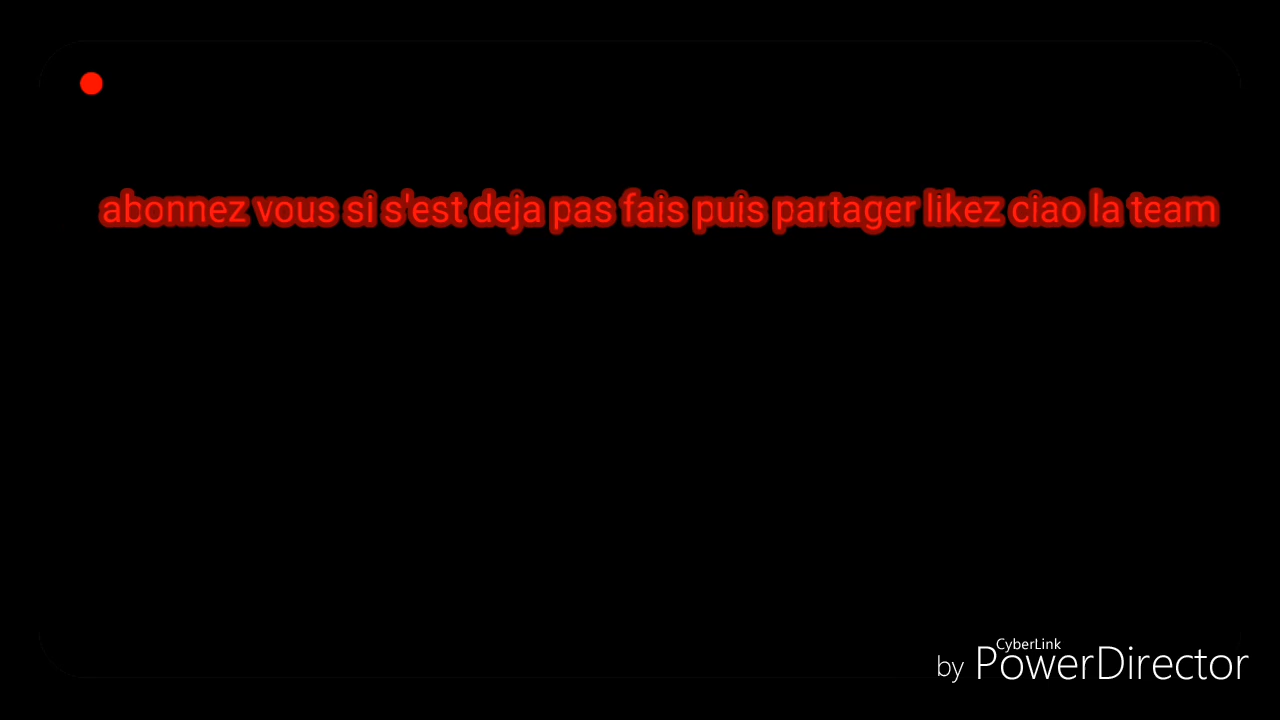 abonnez vous si s'est deja pas fais puis partager likez ciao la team
CyberLink
by PowerDirector